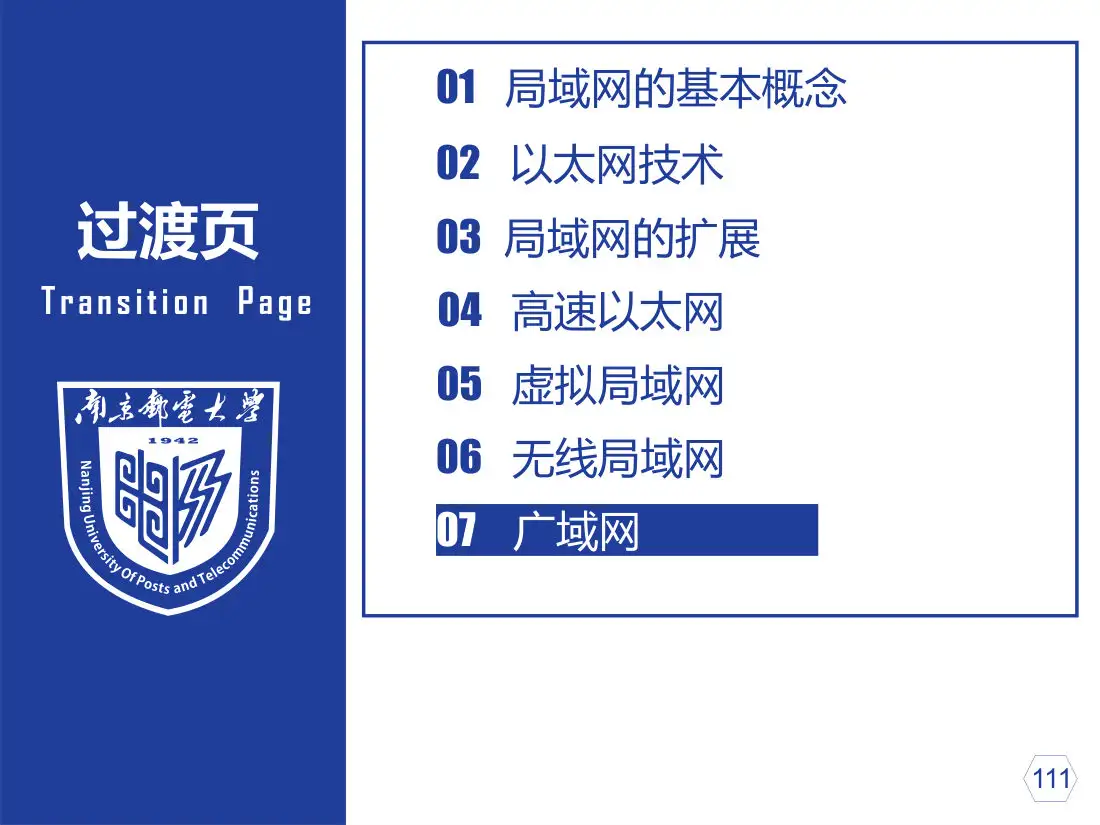 过渡页
Transition Page
南京郵電大學
1942
Nanjing University Of Posts and Telecommunications
01 局域网的基本概念
02 以太网技术
03 局域网的扩展
04 高速以太网
05 虚拟局域网
06 无线局域网
07 广域网
111